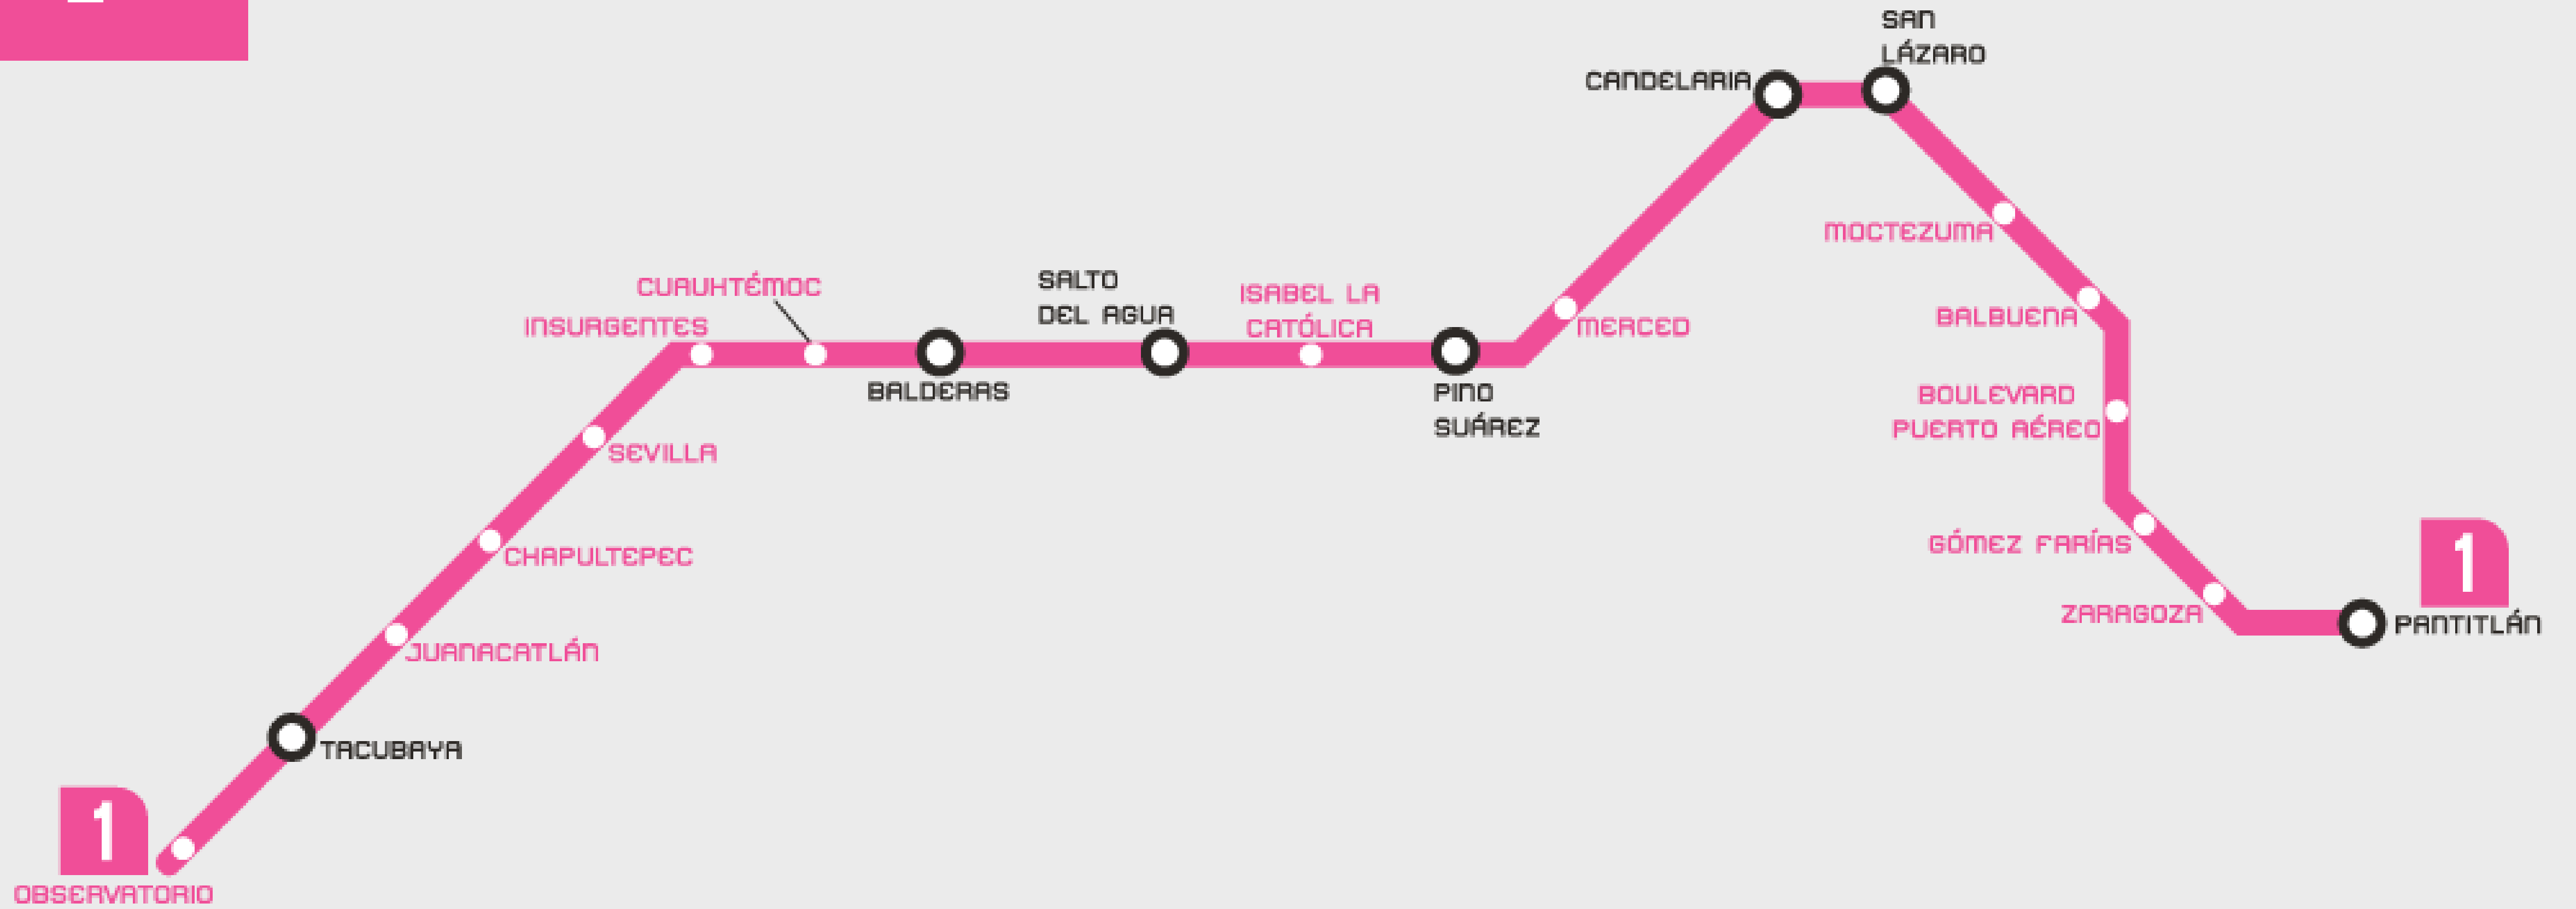 SAN
LÁZARO
CANDELARIA
MOCTEZUMA
SALTO
DEL AGUA
CUAUHTÉMOC
ISABEL LA
CATÓLICA
INSURGENTES
MERCED
BALBUENA
BALDERAS
PINO
SUÁREZ
BOULEVARD
PUERTO AÉREO
SEVILLA
CHAPULTEPEC
GÓMEZ FARÍAS
1
ZARAGOZA
PANTITLÁN
JUANACATLÁN
TACUBAYA
1
OBSERVATORIO